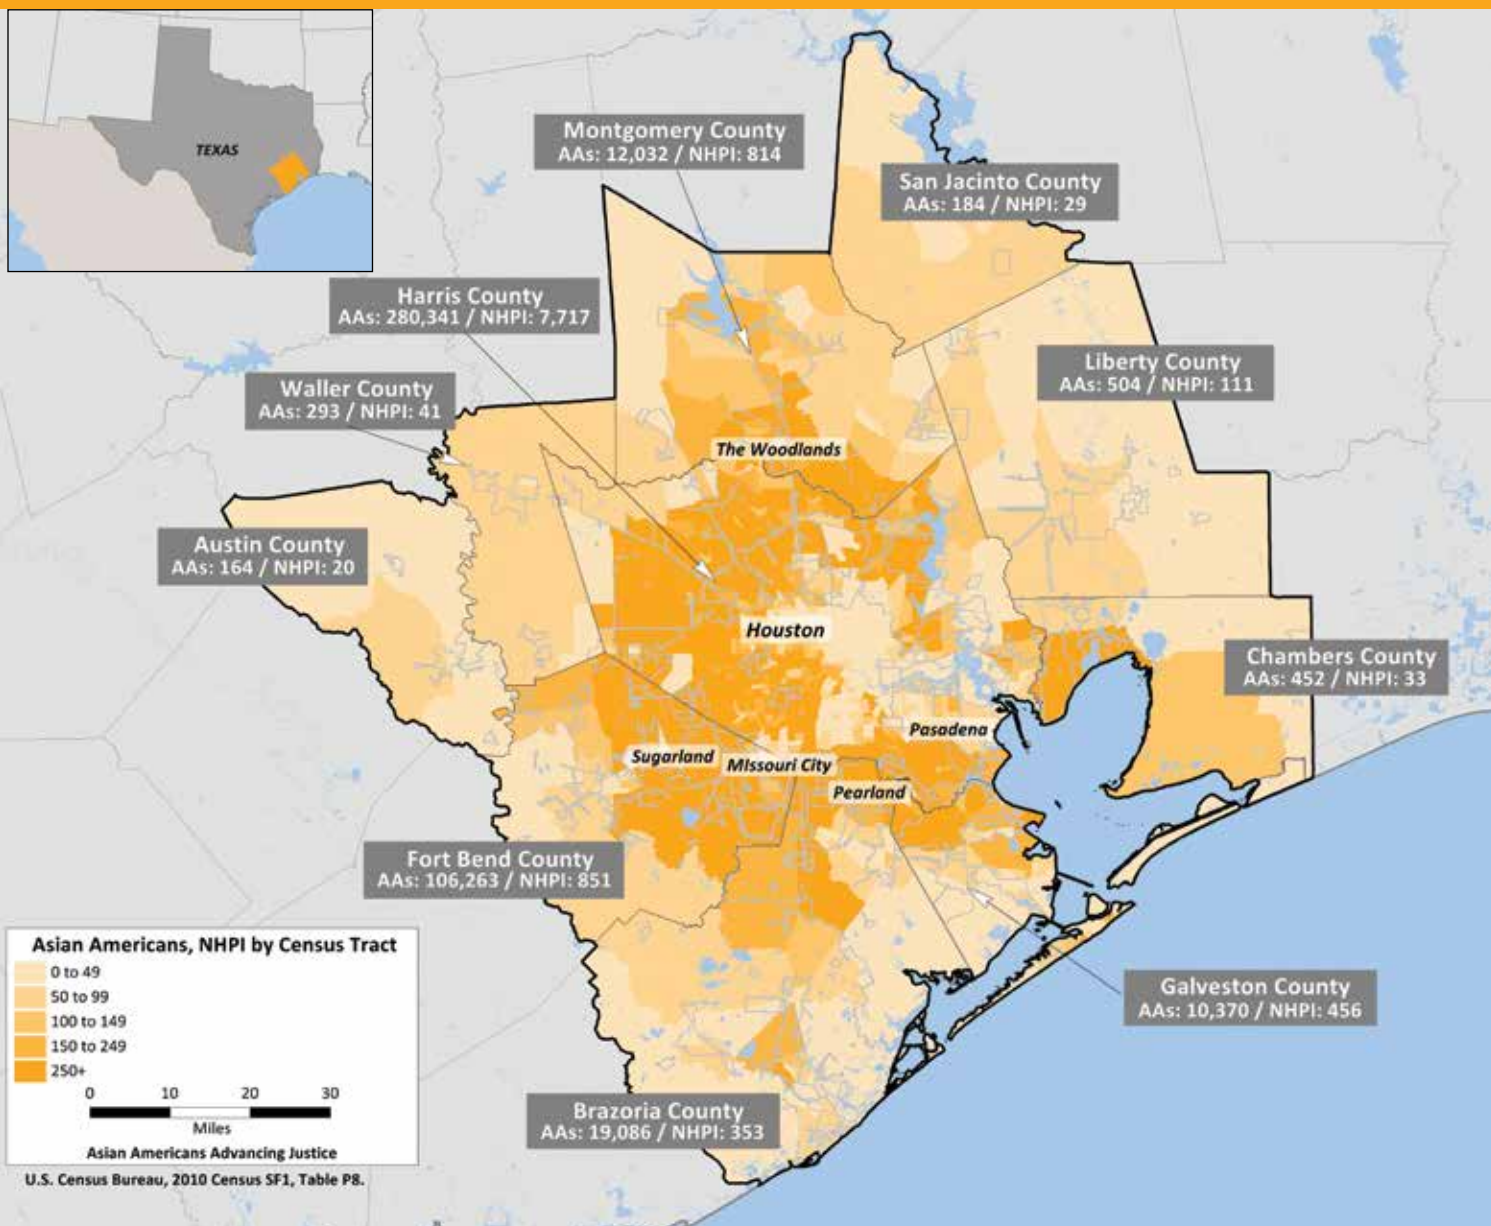 TEXAS
Montgomery County
AAs: 12,032 / NHPI: 814
San Jacinto County
AAs: 184 / NHPI: 29
Harris County
AAs: 280,341 / NHPI: 7,717
Liberty County
AAs: 504 / NHPI: 111
Waller County
AAs: 293 / NHPI: 41
The Woodlands
Austin County
AAs: 164 / NHPI: 20
Houston
Chambers County
AAs: 452 / NHPI: 33
Pasadena
Sugarland
Missouri City
Pearland
Fort Bend County
AAs: 106,263 / NHPI: 851
Galveston County
AAs: 10,370 / NHPI: 456
Brazoria County
AAs: 19,086 / NHPI: 353
Asian Americans, NHPI by Census Tract
0 to 49
50 to 99
100 to 149
150 to 249
250+
0 10 20 30
Miles
Asian Americans Advancing Justice
U.S. Census Bureau, 2010 Census SF1, Table P8.